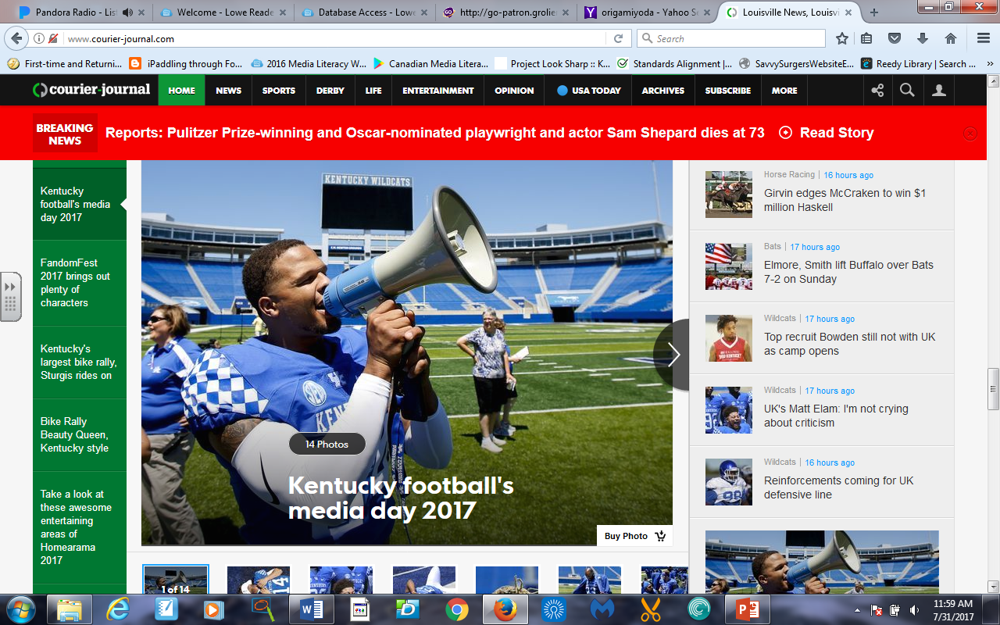 Pandora Radio - List
Welcome - Lowe Reade
Database Access - Lowe
http://go-patron.grolie
origamiyoda - Yahoo Se
Louisville News, Louisvi
www.courier-journal.com
Search
First-time and Returni...
iPaddling through Fo...
2016 Media Literacy W...
Canadian Media Litera...
Project Look Sharp :: K...
Standards Alignment |...
SavvySurgersWebsiteE...
Reedy Library | Search ...
courier-journal
HOME
NEWS
SPORTS
DERBY
LIFE
ENTERTAINMENT
OPINION
USA TODAY
ARCHIVES
SUBSCRIBE
MORE
BREAKING
NEWS
Reports: Pulitzer Prize-winning and Oscar-nominated playwright and actor Sam Shepard dies at 73
Read Story
Kentucky
football's media
day 2017
FandomFest
2017 brings out
plenty of
characters
Kentucky's
largest bike rally,
Sturgis rides on
Bike Rally
Beauty Queen,
Kentucky style
Take a look at
these awesome
entertaining
areas of
Homearama
2017
KENTUCKY WILDCATS
14 Photos
Kentucky football's
media day 2017
Buy Photo
1 of 14
Horse Racing | 16 hours ago
Girvin edges McCraken to win $1
million Haskell
Bats | 17 hours ago
Elmore, Smith lift Buffalo over Bats
7-2 on Sunday
Wildcats | 17 hours ago
Top recruit Bowden still not with UK
as camp opens
Wildcats | 17 hours ago
UK's Matt Elam: I'm not crying
about criticism
Wildcats | 16 hours ago
Reinforcements coming for UK
defensive line
11:59 AM
7/31/2017